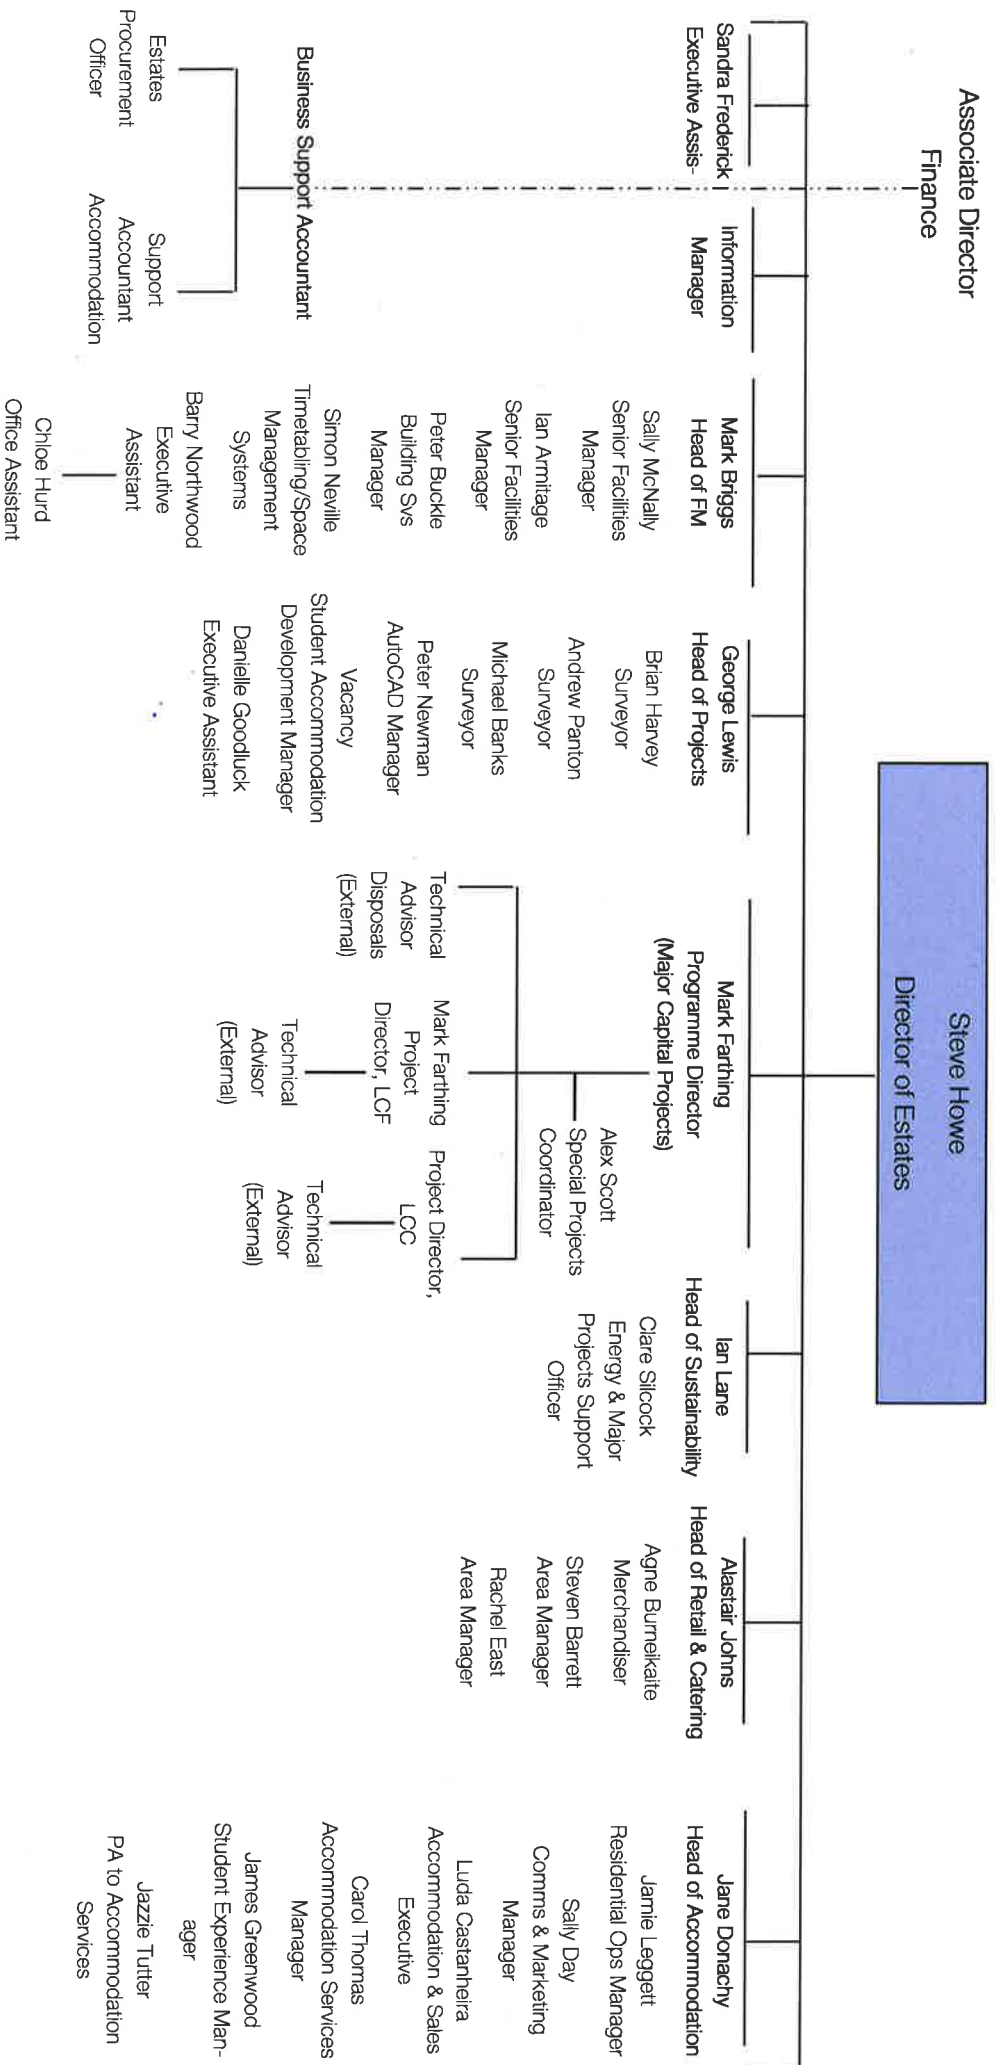 Steve Howe
Director of Estates
Associate Director
Finance
Sandra Frederick
Executive Assis-
Information
Manager
Business Support Accountant
Estates
Procurement
Officer
Support
Accountant
Accommodation
Mark Briggs
Head of FM
Sally McNally
Senior Facilities
Manager
Ian Armitage
Senior Facilities
Manager
Peter Buckle
Building Svs
Manager
Simon Neville
Timetabling/Space
Management
Systems
Barry Northwood
Executive
Assistant
Chloe Hurd
Office Assistant
George Lewis
Head of Projects
Brian Harvey
Surveyor
Andrew Panton
Surveyor
Michael Banks
Surveyor
Peter Newman
AutoCAD Manager
Vacancy
Student Accommodation
Development Manager
Danielle Goodluck
Executive Assistant
Mark Farthing
Programme Director
(Major Capital Projects)
Alex Scott
Special Projects
Coordinator
Technical
Advisor
Disposals
(External)
Mark Farthing
Project
Director, LCF
Technical
Advisor
(External)
Project Director,
LCC
Technical
Advisor
(External)
Ian Lane
Head of Sustainability
Clare Silcock
Energy & Major
Projects Support
Officer
Alastair Johns
Head of Retail & Catering
Agne Burneikaite
Merchandiser
Steven Barrett
Area Manager
Rachel East
Area Manager
Jane Donachy
Head of Accommodation
Jamie Leggett
Residential Ops Manager
Sally Day
Comms & Marketing
Manager
Luda Castanheira
Accommodation & Sales
Executive
Carol Thomas
Accommodation Services
Manager
James Greenwood
Student Experience Man-
ager
Jazzie Tutter
PA to Accommodation
Services